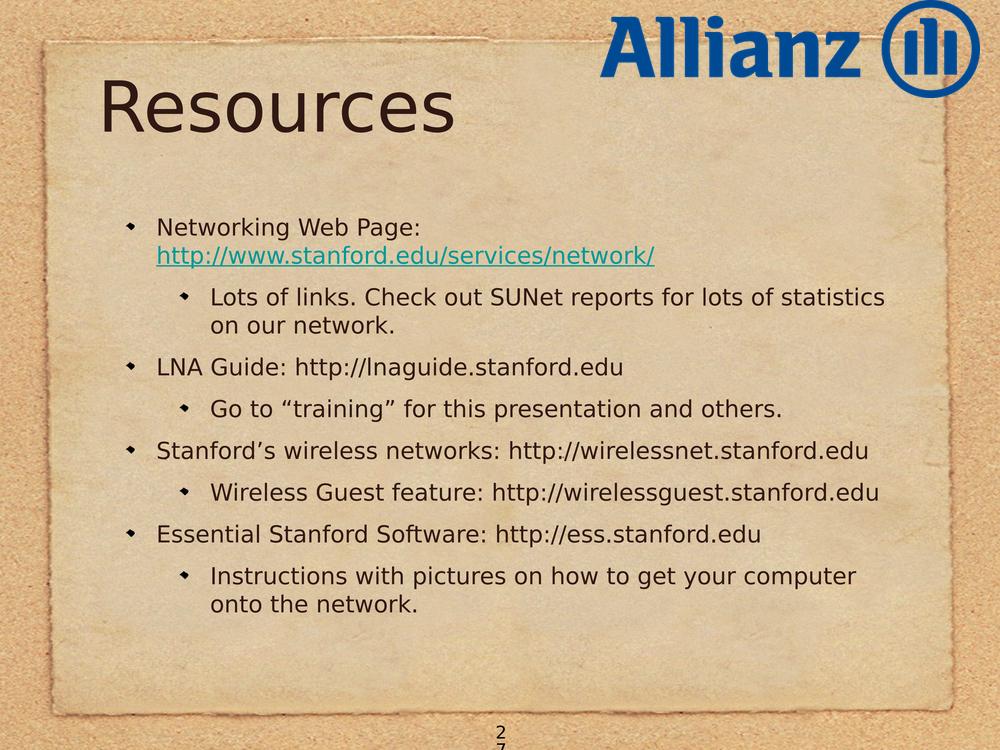 Allianz
Resources
Networking Web Page:
http://www.stanford.edu/services/network/
Lots of links. Check out SUNet reports for lots of statistics
on our network.
LNA Guide: http://lnaguide.stanford.edu
Go to “training” for this presentation and others.
Stanford’s wireless networks: http://wirelessnet.stanford.edu
Wireless Guest feature: http://wirelessguest.stanford.edu
Essential Stanford Software: http://ess.stanford.edu
Instructions with pictures on how to get your computer
onto the network.
2
7